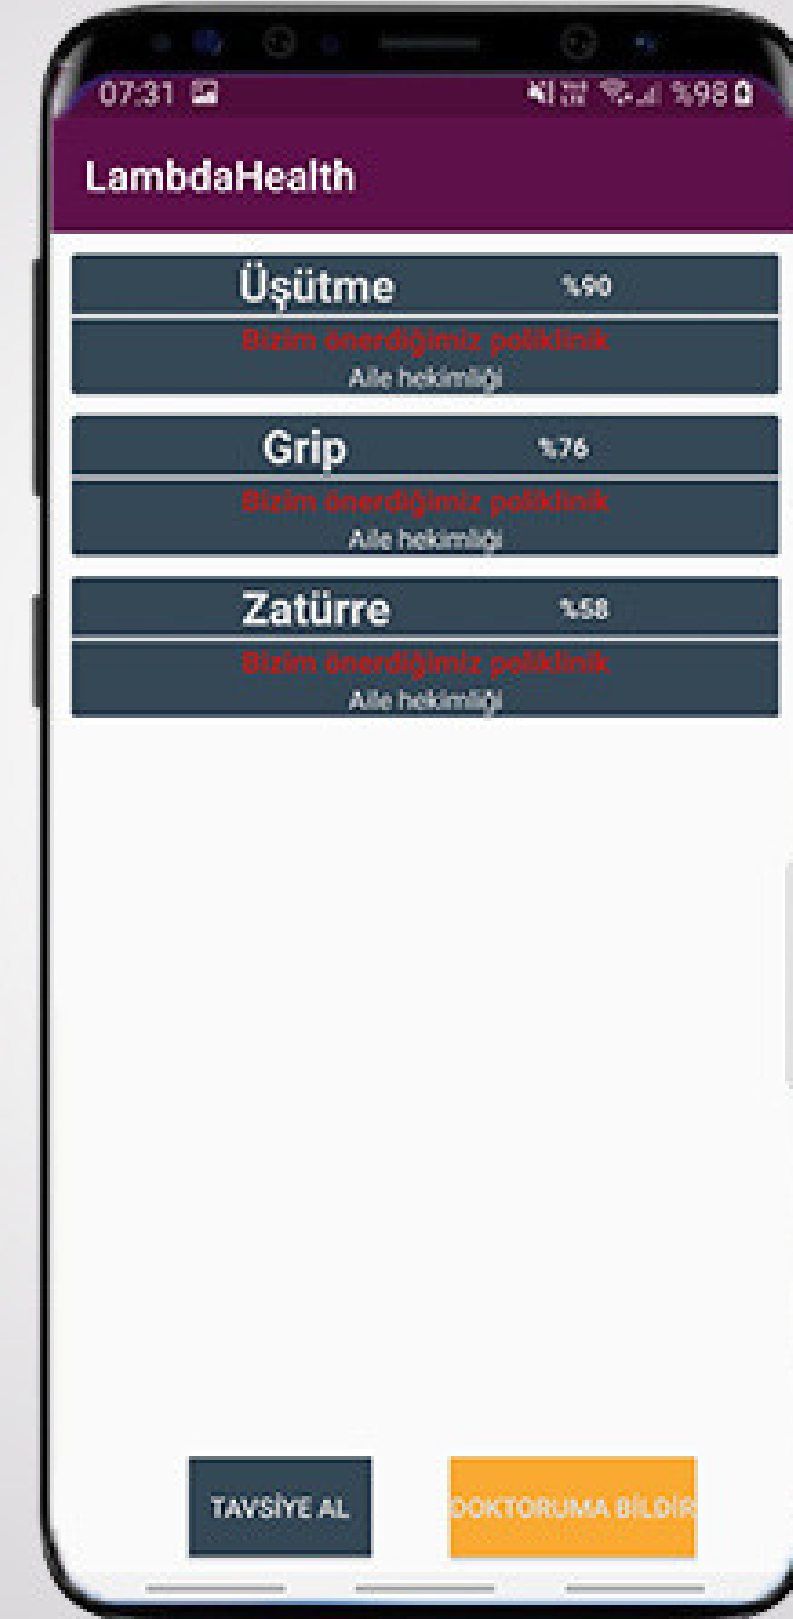 07:31
%98
LambdaHealth
Üşütme %90
Bizim önerdiğimiz poliklinik
Aile hekimliği
Grip %76
Bizim önerdiğimiz poliklinik
Aile hekimliği
Zatürre %58
Bizim önerdiğimiz poliklinik
Aile hekimliği
TAVSİYE AL
DOKTORUMA BİLDİR